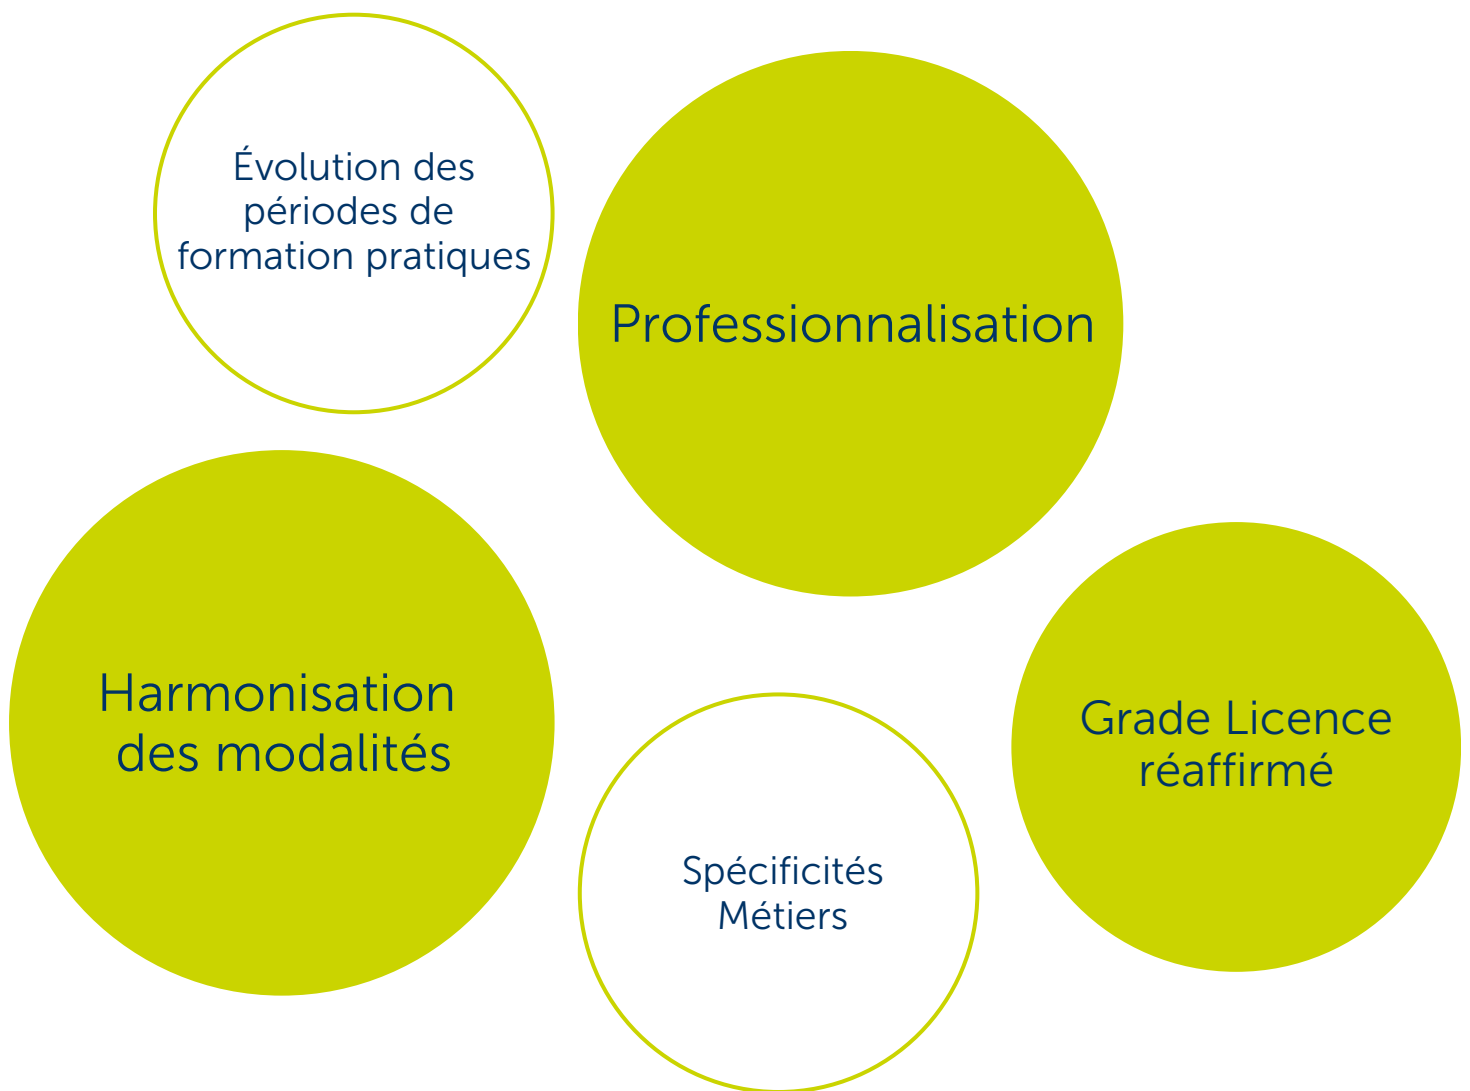 Évolution des
périodes de
formation pratiques
Professionnalisation
Harmonisation
des modalités
Grade Licence
réaffirmé
Spécificités
Métiers